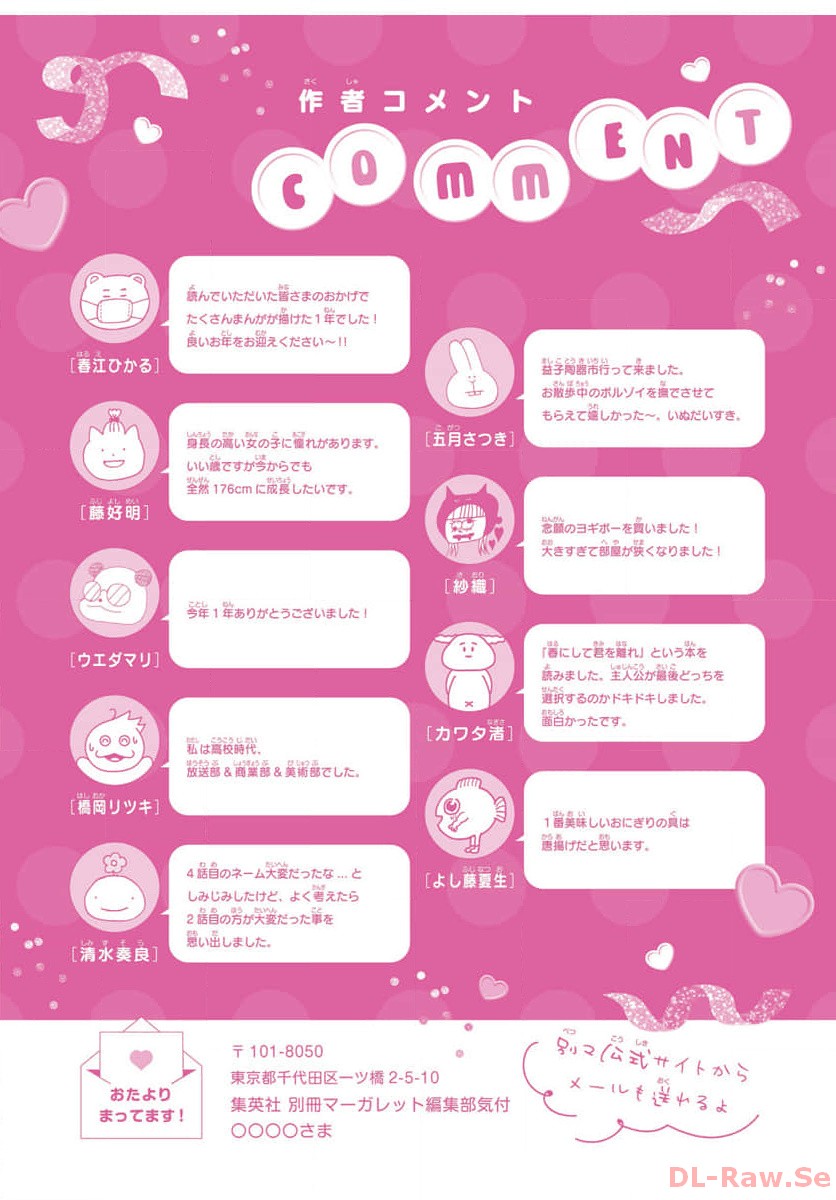 作者コメント
COMMENT
読んでいただいた皆さまのおかげで
たくさんまんがが描けた1年でした!
良いお年をお迎えください〜!!
[春江ひかる]
身長の高い女の子に憧れがあります。
いい歳ですが今からでも
全然176cmに成長したいです。
[藤好明]
今年1年ありがとうございました!
[ウエダマリ]
私は高校時代、
放送部&商業部&美術部でした。
[橋岡リツキ]
4話目のネーム大変だったな...と
しみじみしたけど、よく考えたら
2話目の方が大変だった事を
思い出しました。
[清水奏良]
益子陶器市行って来ました。
お散歩中のボルゾイを撫でさせて
もらえて嬉しかった〜。いぬだいすき。
[五月さつき]
念願のヨギボーを買いました!
大きすぎて部屋が狭くなりました!
[紗織]
「春にして君を離れ」という本を
読みました。主人公が最後どっちを
選択するのかドキドキしました。
面白かったです。
[カワタ渚]
1番美味しいおにぎりの具は
唐揚げだと思います。
[よし藤夏生]
おたより
まってます!
〒101-8050
東京都千代田区一ツ橋2-5-10
集英社 別冊マーガレット編集部気付
○○○○さま
別マ公式サイトから
メールも送れるよ
DL-Raw.Se